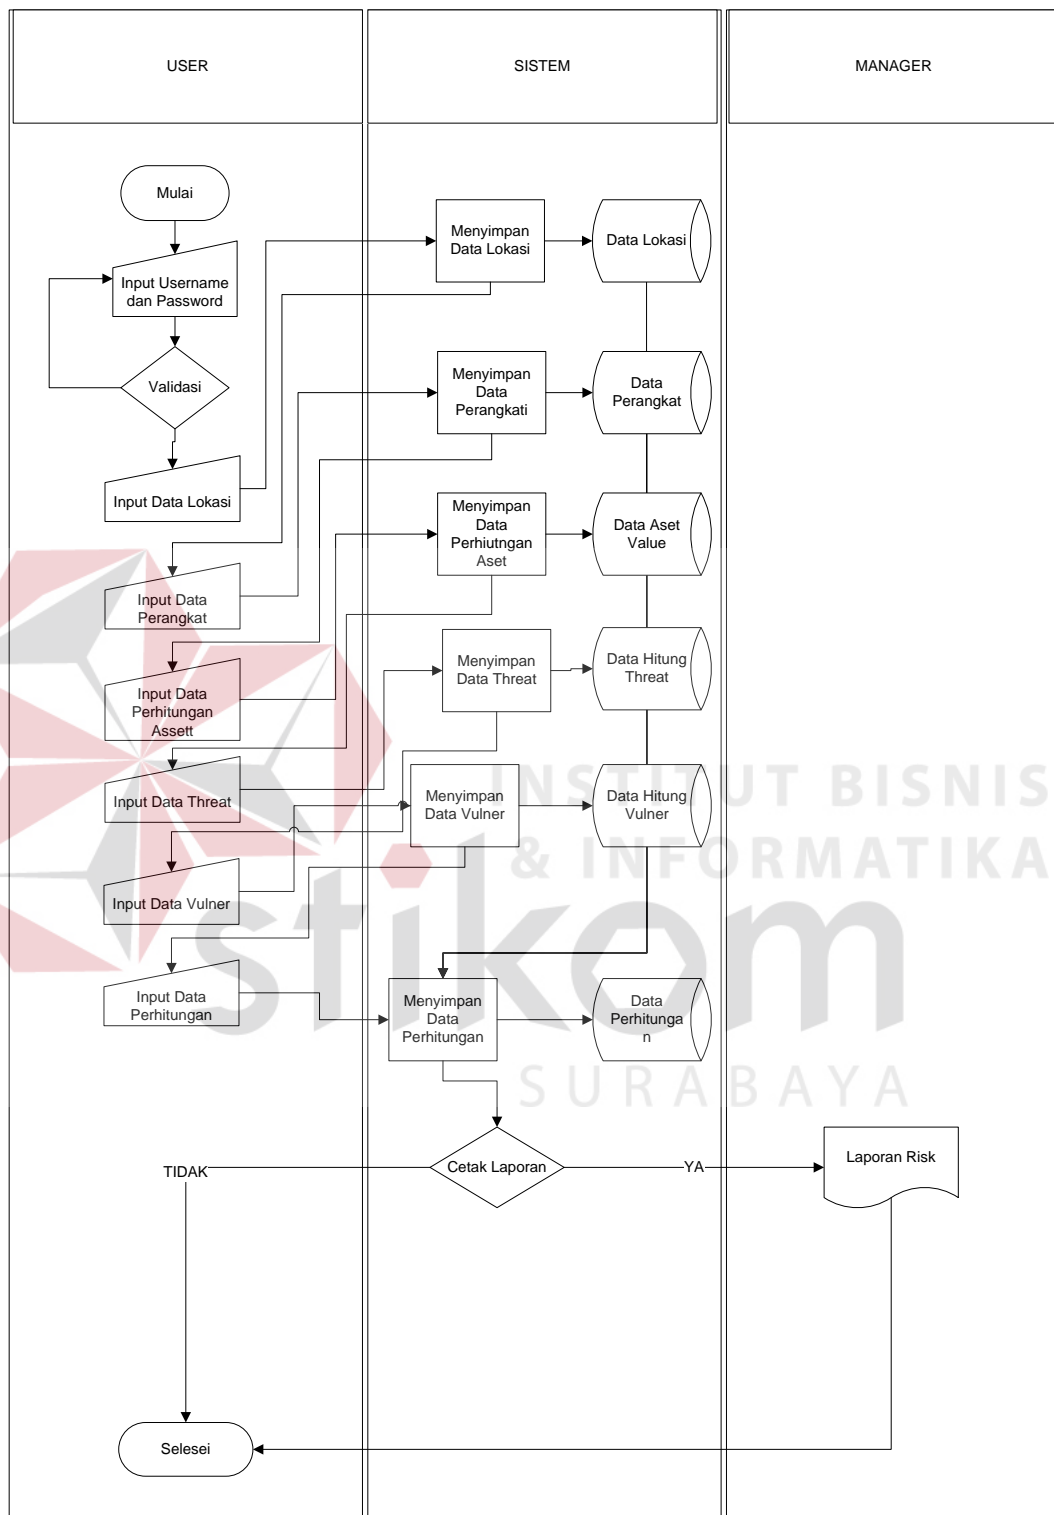 USER
SISTEM
MANAGER
Mulai
Input Username
dan Password
Validasi
Input Data Lokasi
Menyimpan
Data Lokasi
Data Lokasi
Input Data
Perangkat
Menyimpan
Data
Perangkati
Data
Perangkat
Input Data
Perhitungan
Assett
Menyimpan
Data
Perhiutngan
Aset
Data Aset
Value
Input Data Threat
Menyimpan
Data Threat
Data Hitung
Threat
Input Data Vulner
Menyimpan
Data Vulner
Data Hitung
Vulner
Input Data
Perhitungan
Menyimpan
Data
Perhitungan
Data
Perhitunga
n
Cetak Laporan
TIDAK
YA
Laporan Risk
Selesei
INSTITUT BISNIS
& INFORMATIKA
stikom
SURABAYA